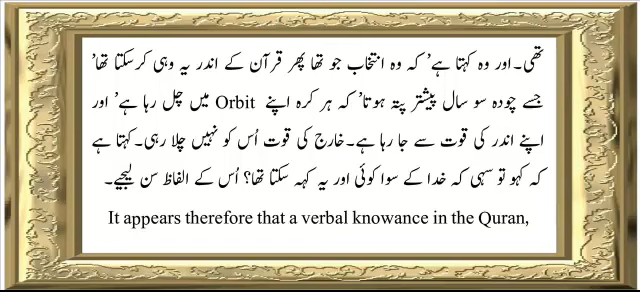 تھی۔اور وہ کہتا ہے’ کہ وہ انتخاب جو تھا پھر قرآن کے اندر یہ وہی کرسکتا تھا’
جسے چودہ سو سال پیشتر پتہ ہوتا’ کہ ہر کرہ اپنے Orbit میں چل رہا ہے’ اور
اپنے اندر کی قوت سے جا رہا ہے۔خارج کی قوت اُس کو نہیں چلا رہی۔کہتا ہے
کہ کہو تو سہی کہ خدا کے سوا کوئی اور یہ کہہ سکتا تھا؟ اُس کے الفاظ سن لیجیے۔
It appears therefore that a verbal knowance in the Quran,